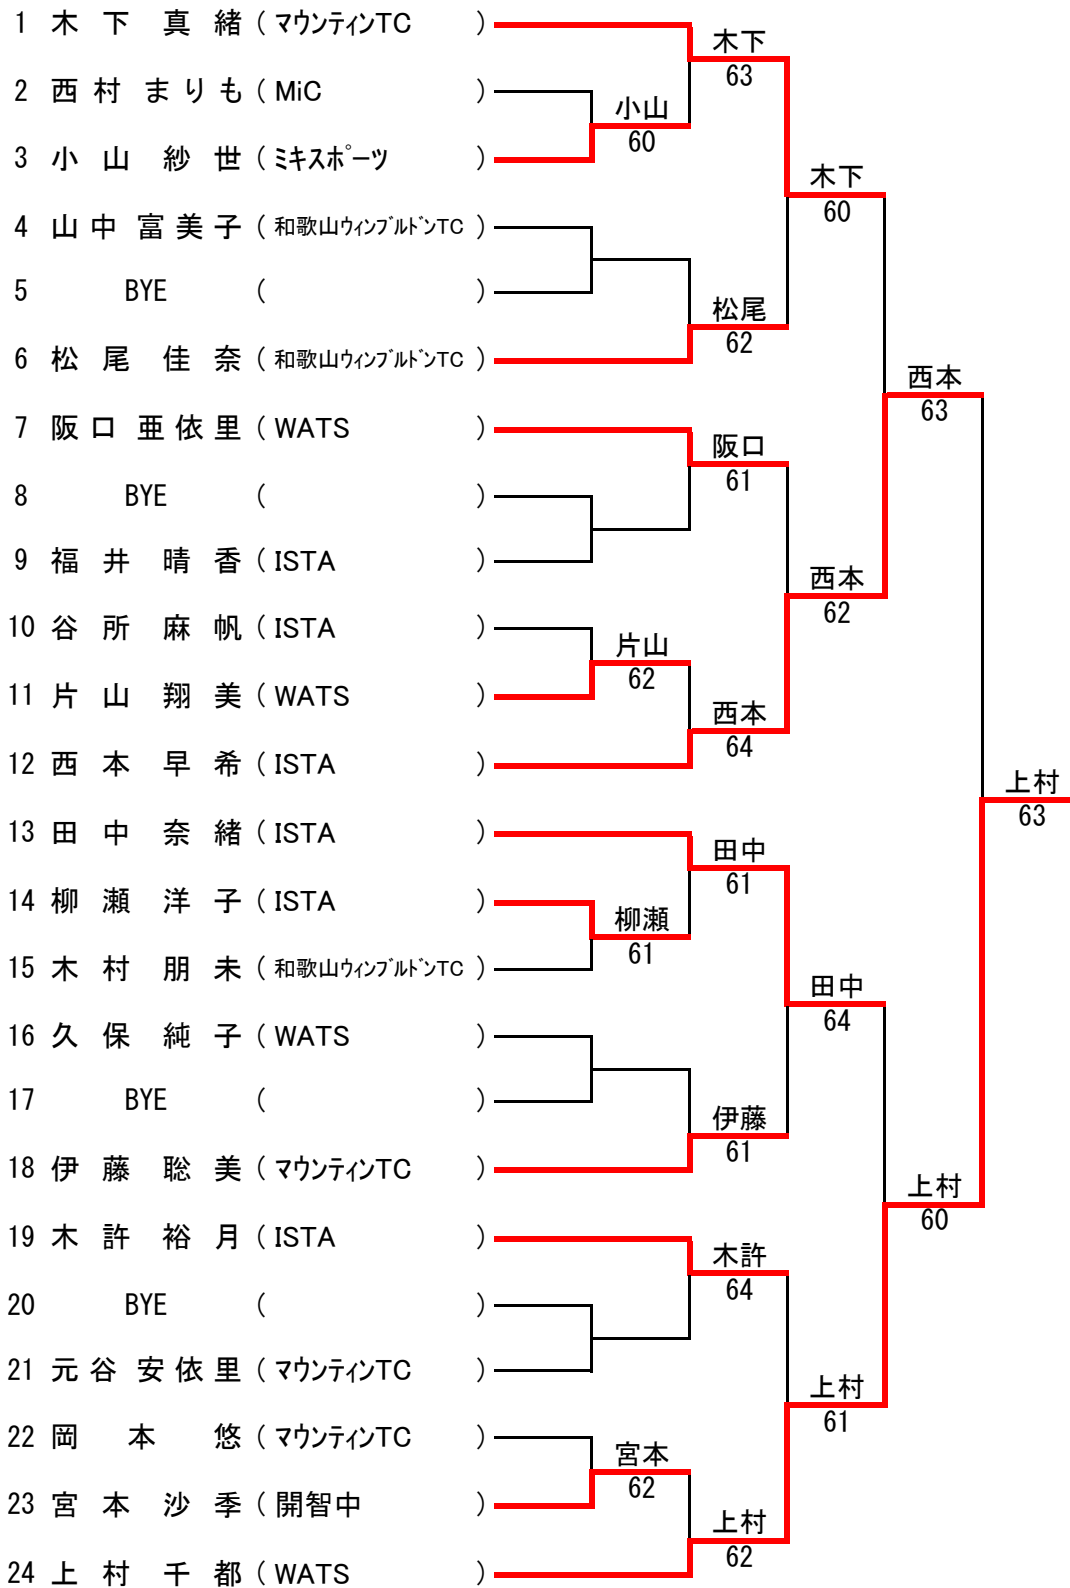 1 木 下 真 緒 ( マウンティンTC )
木下
63
2 西 村 ま り も ( MiC )
小山
60
3 小 山 紗 世 ( ミキスポーツ )
木下
60
4 山 中 富 美 子 ( 和歌山ウィンブルドンTC )
5 BYE ( )
松尾
62
6 松 尾 佳 奈 ( 和歌山ウィンブルドンTC )
西本
63
7 阪 口 亜 依 里 ( WATS )
阪口
61
8 BYE ( )
9 福 井 晴 香 ( ISTA )
西本
62
10 谷 所 麻 帆 ( ISTA )
片山
62
11 片 山 翔 美 ( WATS )
西本
64
12 西 本 早 希 ( ISTA )
上村
63
13 田 中 奈 緒 ( ISTA )
田中
61
14 柳 瀬 洋 子 ( ISTA )
柳瀬
61
15 木 村 朋 未 ( 和歌山ウィンブルドンTC )
田中
64
16 久 保 純 子 ( WATS )
17 BYE ( )
伊藤
61
18 伊 藤 聡 美 ( マウンティンTC )
上村
60
19 木 許 裕 月 ( ISTA )
木許
64
20 BYE ( )
21 元 谷 安 依 里 ( マウンティンTC )
上村
61
22 岡 本 悠 ( マウンティンTC )
宮本
62
23 宮 本 沙 季 ( 開智中 )
上村
62
24 上 村 千 都 ( WATS )